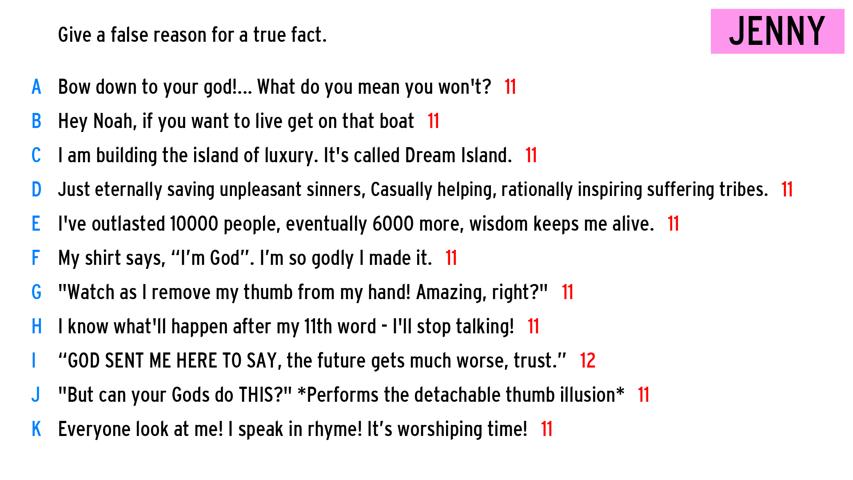 Give a false reason for a true fact.
JENNY
A Bow down to your god!... What do you mean you won't? 11
B Hey Noah, if you want to live get on that boat 11
C I am building the island of luxury. It's called Dream Island. 11
D Just eternally saving unpleasant sinners, Casually helping, rationally inspiring suffering tribes. 11
E I've outlasted 10000 people, eventually 6000 more, wisdom keeps me alive. 11
F My shirt says, “I'm God”. I'm so godly I made it. 11
G "Watch as I remove my thumb from my hand! Amazing, right?" 11
H I know what'll happen after my 11th word - I'll stop talking! 11
I “GOD SENT ME HERE TO SAY, the future gets much worse, trust.” 12
J "But can your Gods do THIS?" *Performs the detachable thumb illusion* 11
K Everyone look at me! I speak in rhyme! It’s worshiping time! 11